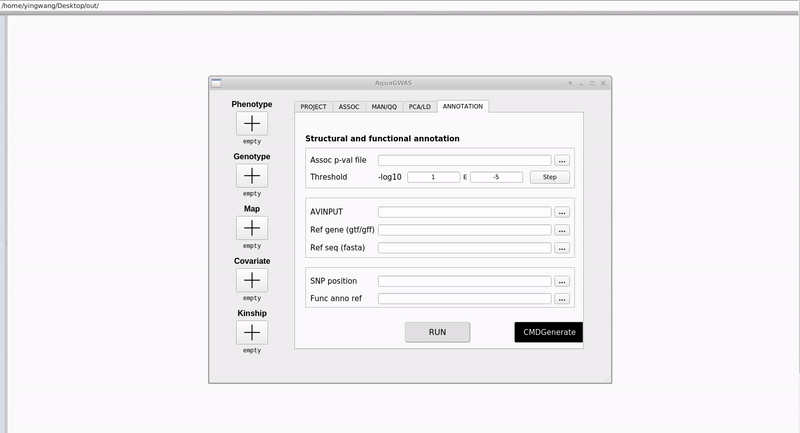 /home/yingwang/Desktop/out/
AquaGWAS
Phenotype
empty
Genotype
empty
Map
empty
Covariate
empty
Kinship
empty
PROJECT ASSOC MAN/QQ PCA/LD ANNOTATION
Structural and functional annotation
Assoc p-val file ...
Threshold -log10 1 E -5 Step
AVINPUT ...
Ref gene (gtf/gff) ...
Ref seq (fasta) ...
SNP position ...
Func anno ref ...
RUN CMDGenerate